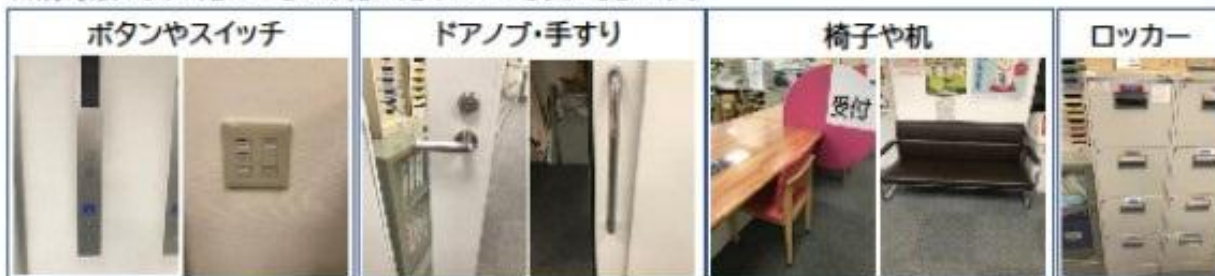 ボタンやスイッチ
ドアノブ・手すり
椅子や机
ロッカー
受付